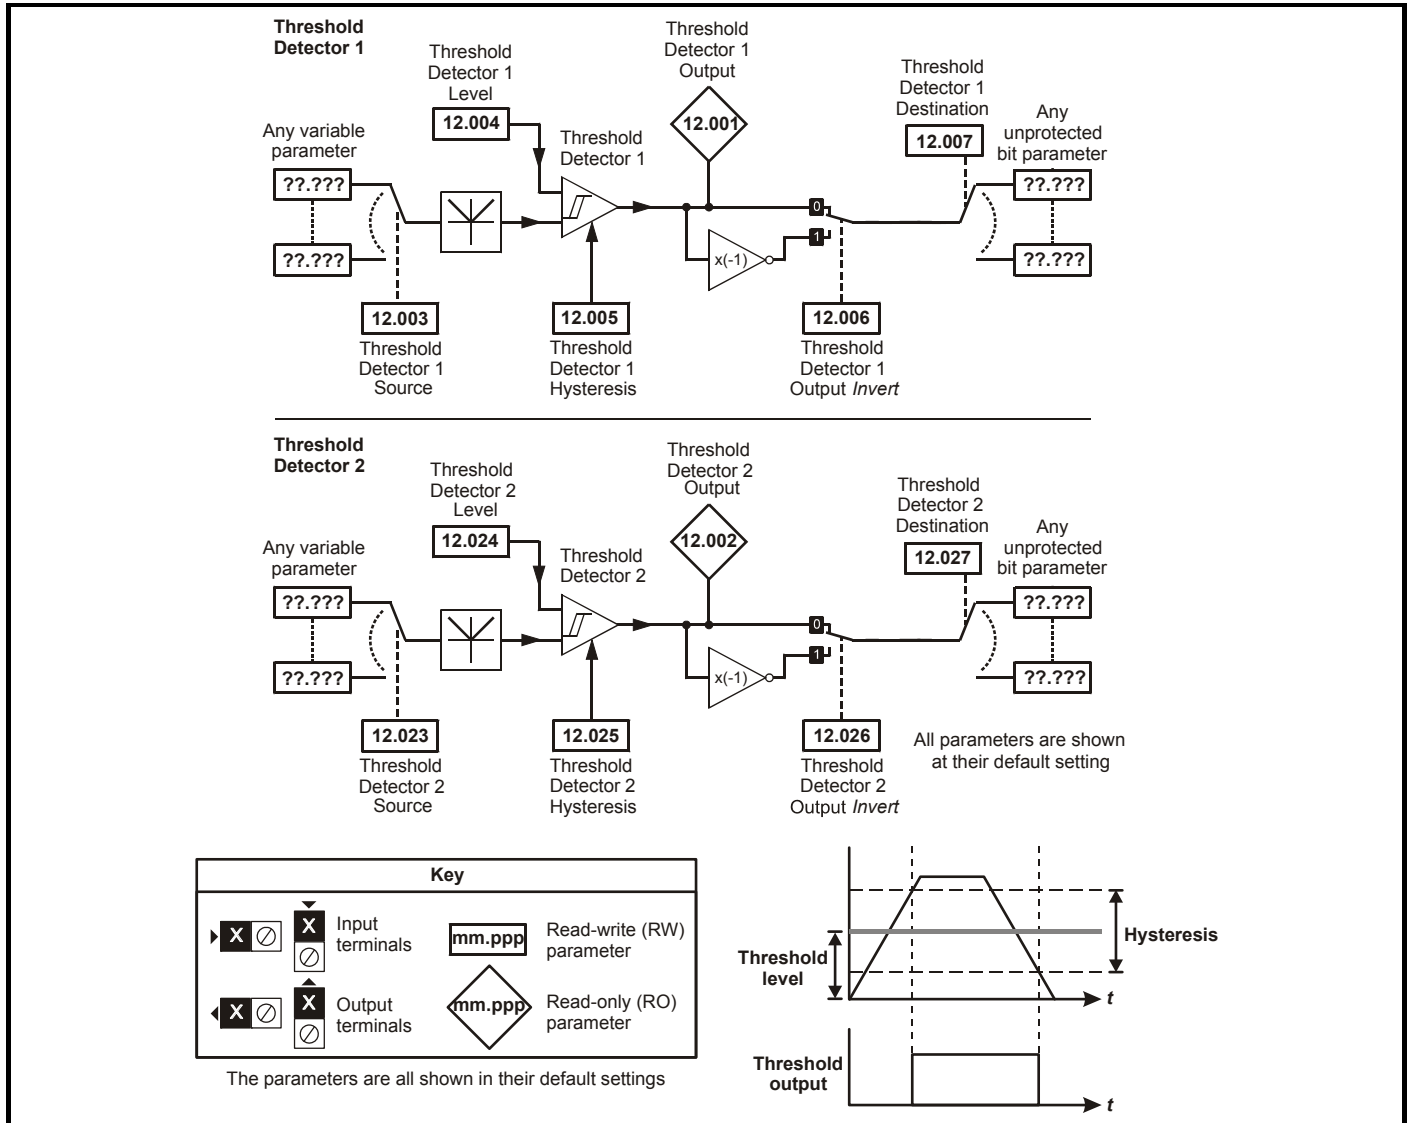 Threshold
Detector 1
Threshold
Detector 1
Level
12.004
Threshold
Detector 1
Output
12.001
Threshold
Detector 1
Destination
12.007
Any variable
parameter
??.???
??.???
Threshold
Detector 1
Any
unprotected
bit parameter
??.???
??.???
0
1
x(-1)
12.003
Threshold
Detector 1
Source
12.005
Threshold
Detector 1
Hysteresis
12.006
Threshold
Detector 1
Output Invert
Threshold
Detector 2
Threshold
Detector 2
Level
12.024
Threshold
Detector 2
Output
12.002
Threshold
Detector 2
Destination
12.027
Any variable
parameter
??.???
??.???
Threshold
Detector 2
Any
unprotected
bit parameter
??.???
??.???
0
1
x(-1)
12.023
Threshold
Detector 2
Source
12.025
Threshold
Detector 2
Hysteresis
12.026
Threshold
Detector 2
Output Invert
All parameters are shown
at their default setting
Key
X
X
Input
terminals
mm.ppp
Read-write (RW)
parameter
X
X
Output
terminals
mm.ppp
Read-only (RO)
parameter
The parameters are all shown in their default settings
Threshold
level
Hysteresis
t
Threshold
output
t